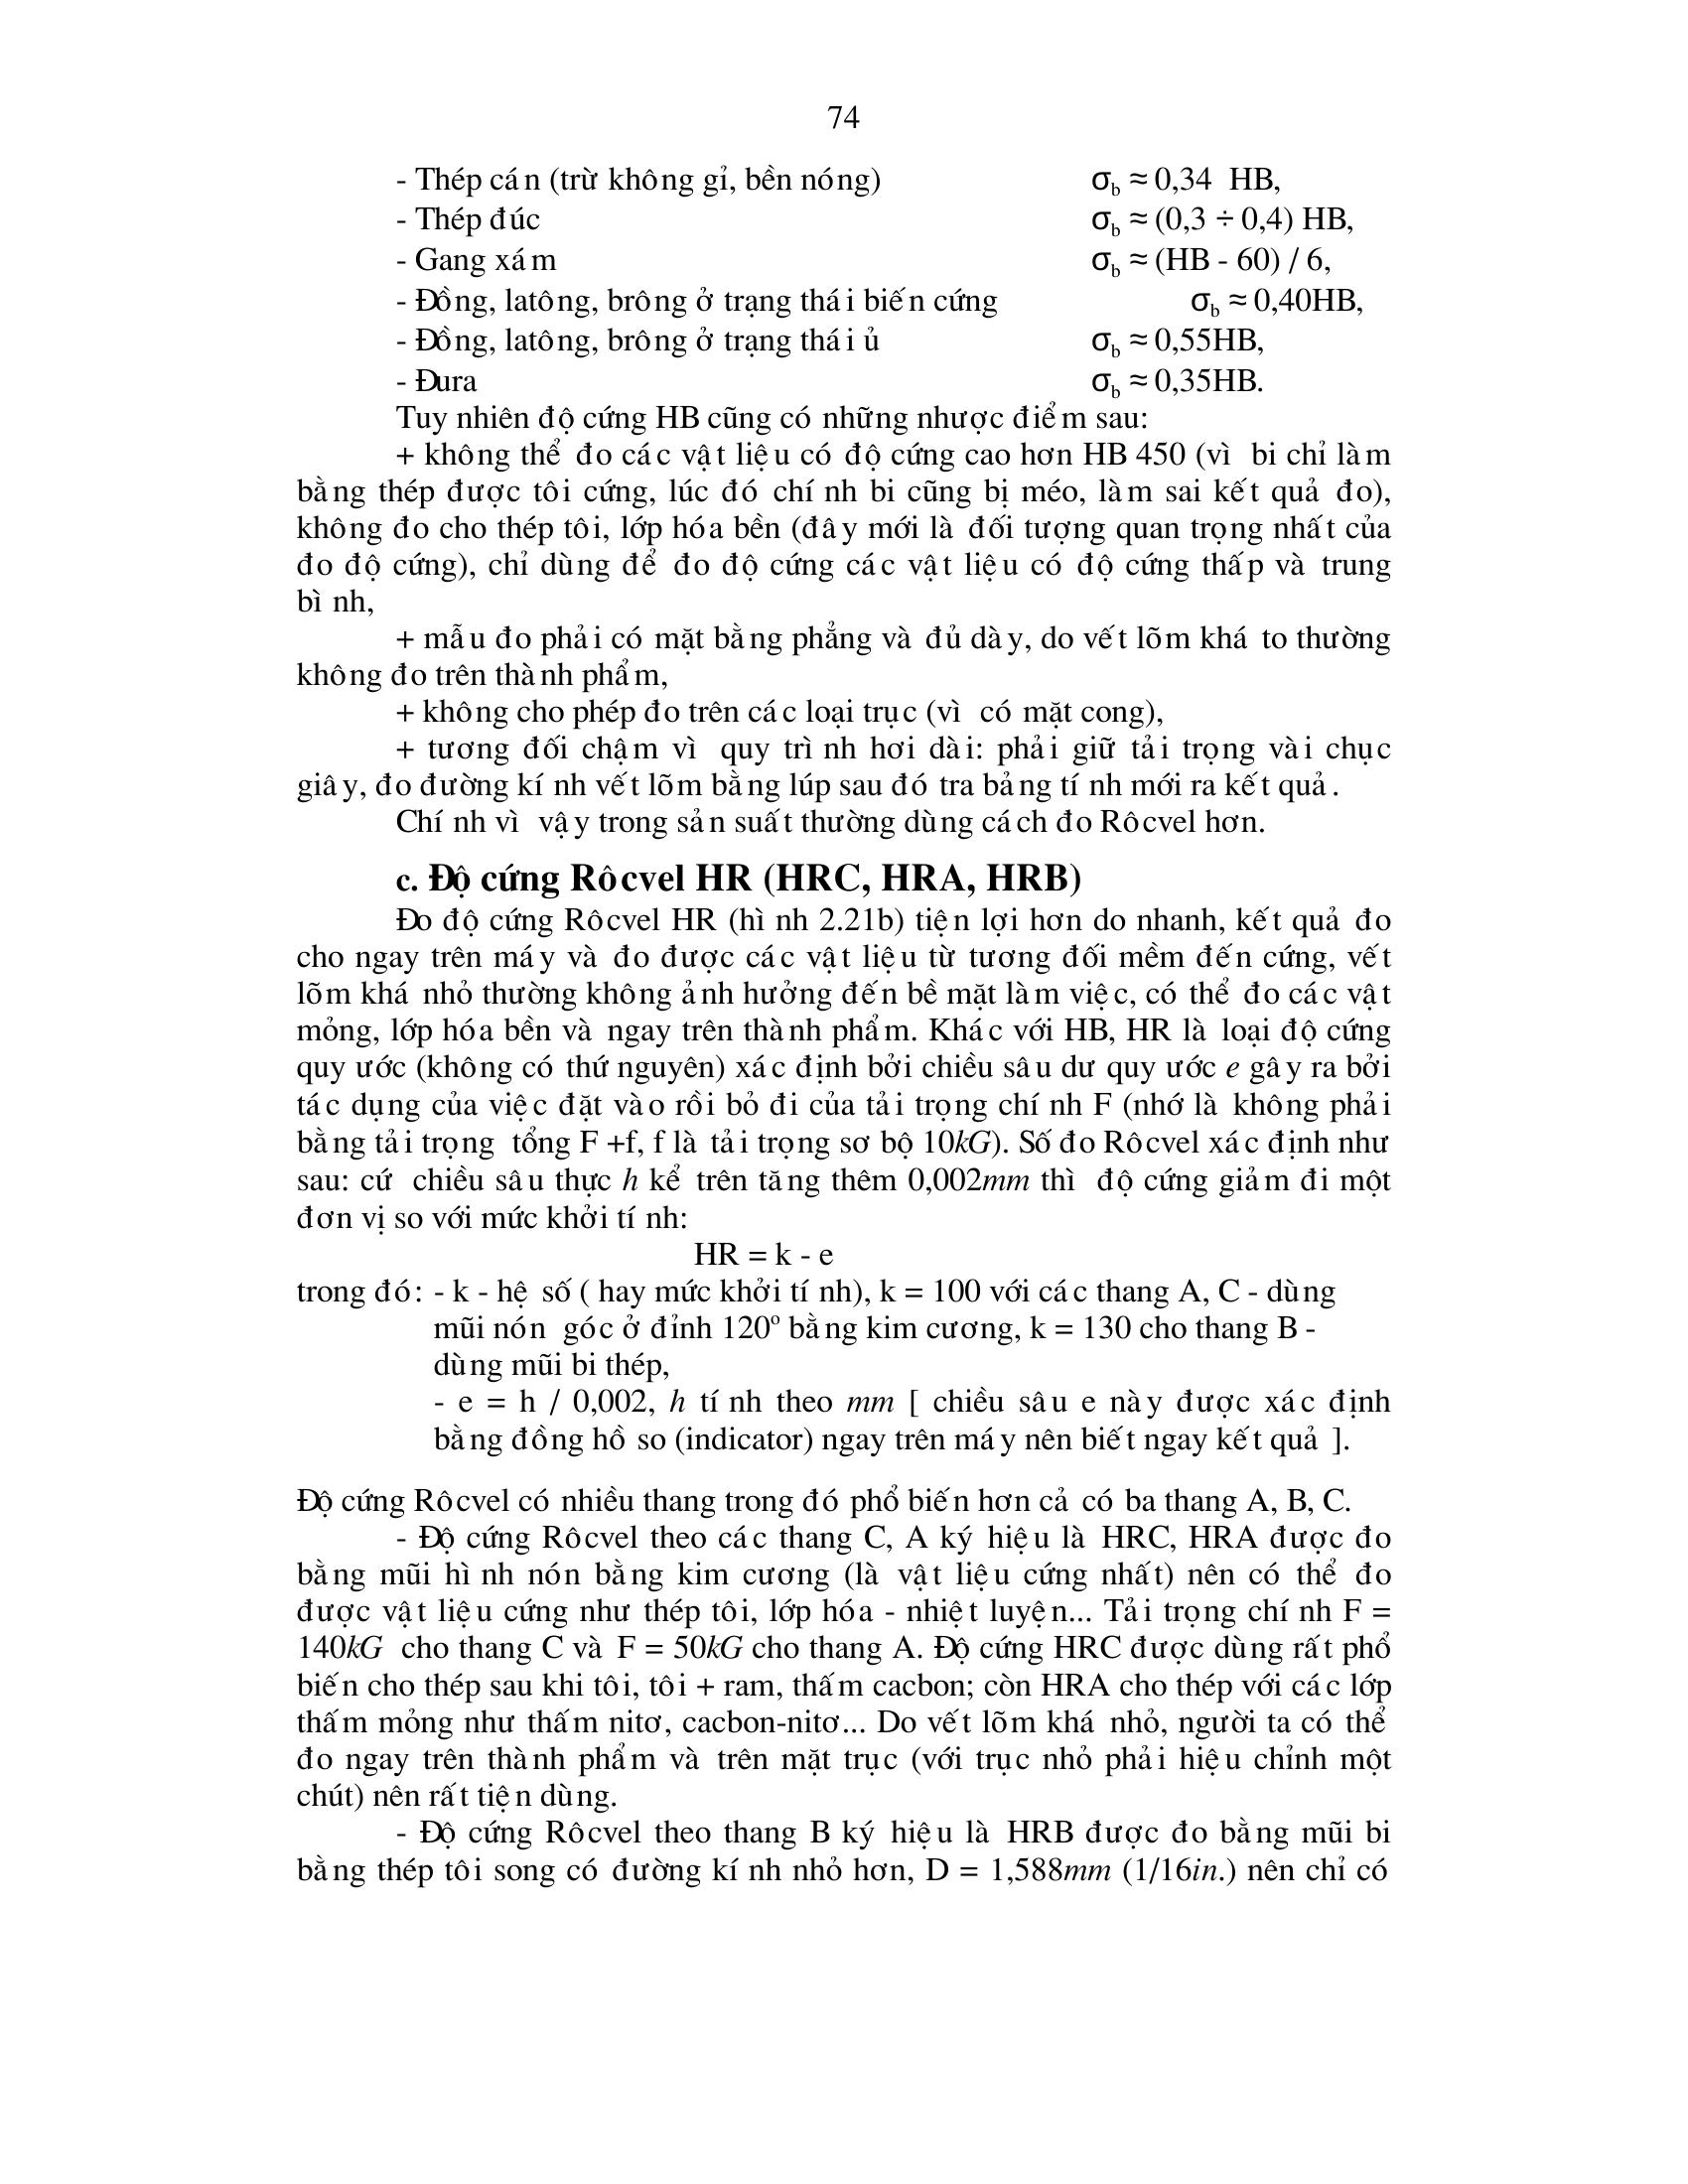 74
- Thép cán (trừ không gỉ, bền nóng) σb ≈ 0,34 HB,
- Thép đúc σb ≈ (0,3 ÷ 0,4) HB,
- Gang xám σb ≈ (HB - 60) / 6,
- Đồng, latông, brông ở trạng thái biến cứng σb ≈ 0,40HB,
- Đồng, latông, brông ở trạng thái ủ σb ≈ 0,55HB,
- Đura σb ≈ 0,35HB.
Tuy nhiên độ cứng HB cũng có những nhược điểm sau:
+ không thể đo các vật liệu có độ cứng cao hơn HB 450 (vì bi chỉ làm
bằng thép được tôi cứng, lúc đó chính bi cũng bị méo, làm sai kết quả đo),
không đo cho thép tôi, lớp hóa bền (đây mới là đối tượng quan trọng nhất của
đo độ cứng), chỉ dùng để đo độ cứng các vật liệu có độ cứng thấp và trung
bình,
+ mẫu đo phải có mặt bằng phẳng và đủ dày, do vết lõm khá to thường
không đo trên thành phẩm,
+ không cho phép đo trên các loại trục (vì có mặt cong),
+ tương đối chậm vì quy trình hơi dài: phải giữ tải trọng vài chục
giây, đo đường kính vết lõm bằng lúp sau đó tra bảng tính mới ra kết quả.
Chính vì vậy trong sản suất thường dùng cách đo Rôcvel hơn.
c. Độ cứng Rôcvel HR (HRC, HRA, HRB)
Đo độ cứng Rôcvel HR (hình 2.21b) tiện lợi hơn do nhanh, kết quả đo
cho ngay trên máy và đo được các vật liệu từ tương đối mềm đến cứng, vết
lõm khá nhỏ thường không ảnh hưởng đến bề mặt làm việc, có thể đo các vật
mỏng, lớp hóa bền và ngay trên thành phẩm. Khác với HB, HR là loại độ cứng
quy ước (không có thứ nguyên) xác định bởi chiều sâu dư quy ước e gây ra bởi
tác dụng của việc đặt vào rồi bỏ đi của tải trọng chính F (nhớ là không phải
bằng tải trọng tổng F +f, f là tải trọng sơ bộ 10kG). Số đo Rôcvel xác định như
sau: cứ chiều sâu thực h kể trên tăng thêm 0,002mm thì độ cứng giảm đi một
đơn vị so với mức khởi tính:
HR = k - e
trong đó: - k - hệ số ( hay mức khởi tính), k = 100 với các thang A, C - dùng
mũi nón góc ở đỉnh 120º bằng kim cương, k = 130 cho thang B -
dùng mũi bi thép,
- e = h / 0,002, h tính theo mm [ chiều sâu e này được xác định
bằng đồng hồ so (indicator) ngay trên máy nên biết ngay kết quả ].
Độ cứng Rôcvel có nhiều thang trong đó phổ biến hơn cả có ba thang A, B, C.
- Độ cứng Rôcvel theo các thang C, A ký hiệu là HRC, HRA được đo
bằng mũi hình nón bằng kim cương (là vật liệu cứng nhất) nên có thể đo
được vật liệu cứng như thép tôi, lớp hóa - nhiệt luyện... Tải trọng chính F =
140kG cho thang C và F = 50kG cho thang A. Độ cứng HRC được dùng rất phổ
biến cho thép sau khi tôi, tôi + ram, thấm cacbon; còn HRA cho thép với các lớp
thấm mỏng như thấm nitơ, cacbon-nitơ... Do vết lõm khá nhỏ, người ta có thể
đo ngay trên thành phẩm và trên mặt trục (với trục nhỏ phải hiệu chỉnh một
chút) nên rất tiện dùng.
- Độ cứng Rôcvel theo thang B ký hiệu là HRB được đo bằng mũi bi
bằng thép tôi song có đường kính nhỏ hơn, D = 1,588mm (1/16in.) nên chỉ có